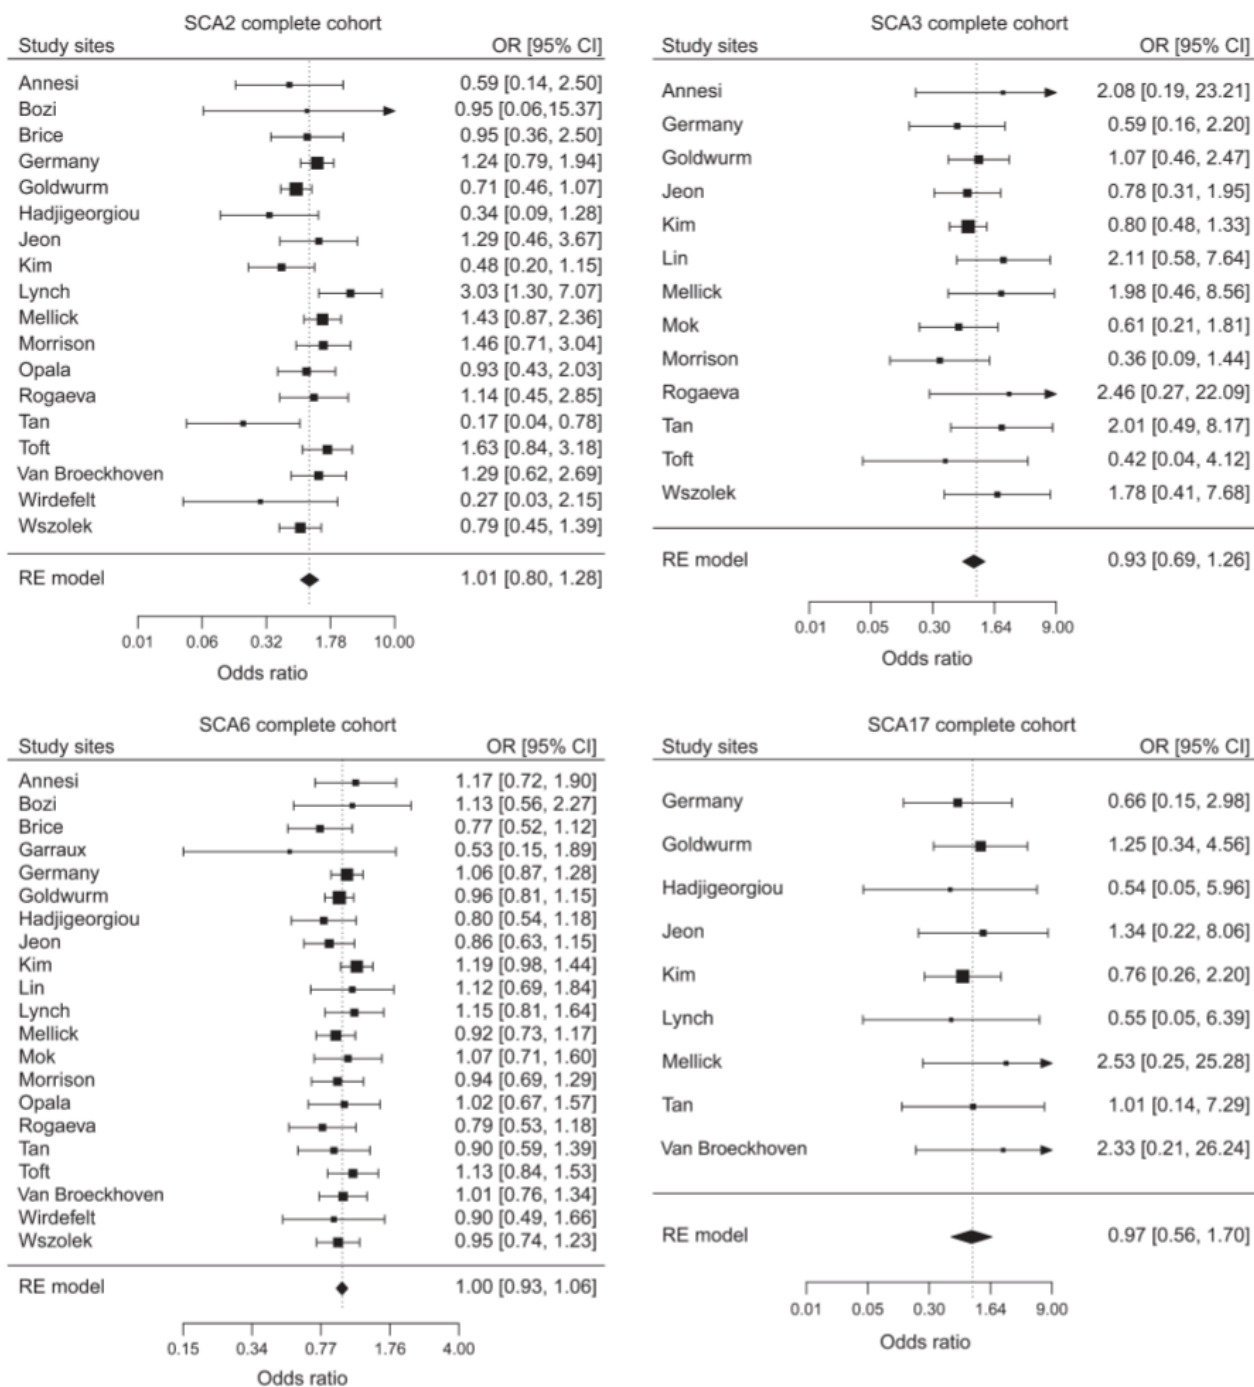 SCA2 complete cohort
Study sites OR [95% CI]
Annesi 0.59 [0.14, 2.50]
Bozi 0.95 [0.06,15.37]
Brice 0.95 [0.36, 2.50]
Germany 1.24 [0.79, 1.94]
Goldwurm 0.71 [0.46, 1.07]
Hadjigeorgiou 0.34 [0.09, 1.28]
Jeon 1.29 [0.46, 3.67]
Kim 0.48 [0.20, 1.15]
Lynch 3.03 [1.30, 7.07]
Mellick 1.43 [0.87, 2.36]
Morrison 1.46 [0.71, 3.04]
Opala 0.93 [0.43, 2.03]
Rogaeva 1.14 [0.45, 2.85]
Tan 0.17 [0.04, 0.78]
Toft 1.63 [0.84, 3.18]
Van Broeckhoven 1.29 [0.62, 2.69]
Wirdefelt 0.27 [0.03, 2.15]
Wszolek 0.79 [0.45, 1.39]
RE model 1.01 [0.80, 1.28]
0.01 0.06 0.32 1.78 10.00
Odds ratio
SCA3 complete cohort
Study sites OR [95% CI]
Annesi 2.08 [0.19, 23.21]
Germany 0.59 [0.16, 2.20]
Goldwurm 1.07 [0.46, 2.47]
Jeon 0.78 [0.31, 1.95]
Kim 0.80 [0.48, 1.33]
Lin 2.11 [0.58, 7.64]
Mellick 1.98 [0.46, 8.56]
Mok 0.61 [0.21, 1.81]
Morrison 0.36 [0.09, 1.44]
Rogaeva 2.46 [0.27, 22.09]
Tan 2.01 [0.49, 8.17]
Toft 0.42 [0.04, 4.12]
Wszolek 1.78 [0.41, 7.68]
RE model 0.93 [0.69, 1.26]
0.01 0.05 0.30 1.64 9.00
Odds ratio
SCA6 complete cohort
Study sites OR [95% CI]
Annesi 1.17 [0.72, 1.90]
Bozi 1.13 [0.56, 2.27]
Brice 0.77 [0.52, 1.12]
Garraux 0.53 [0.15, 1.89]
Germany 1.06 [0.87, 1.28]
Goldwurm 0.96 [0.81, 1.15]
Hadjigeorgiou 0.80 [0.54, 1.18]
Jeon 0.86 [0.63, 1.15]
Kim 1.19 [0.98, 1.44]
Lin 1.12 [0.69, 1.84]
Lynch 1.15 [0.81, 1.64]
Mellick 0.92 [0.73, 1.17]
Mok 1.07 [0.71, 1.60]
Morrison 0.94 [0.69, 1.29]
Opala 1.02 [0.67, 1.57]
Rogaeva 0.79 [0.53, 1.18]
Tan 0.90 [0.59, 1.39]
Toft 1.13 [0.84, 1.53]
Van Broeckhoven 1.01 [0.76, 1.34]
Wirdefelt 0.90 [0.49, 1.66]
Wszolek 0.95 [0.74, 1.23]
RE model 1.00 [0.93, 1.06]
0.15 0.34 0.77 1.76 4.00
Odds ratio
SCA17 complete cohort
Study sites OR [95% CI]
Germany 0.66 [0.15, 2.98]
Goldwurm 1.25 [0.34, 4.56]
Hadjigeorgiou 0.54 [0.05, 5.96]
Jeon 1.34 [0.22, 8.06]
Kim 0.76 [0.26, 2.20]
Lynch 0.55 [0.05, 6.39]
Mellick 2.53 [0.25, 25.28]
Tan 1.01 [0.14, 7.29]
Van Broeckhoven 2.33 [0.21, 26.24]
RE model 0.97 [0.56, 1.70]
0.01 0.05 0.30 1.64 9.00
Odds ratio